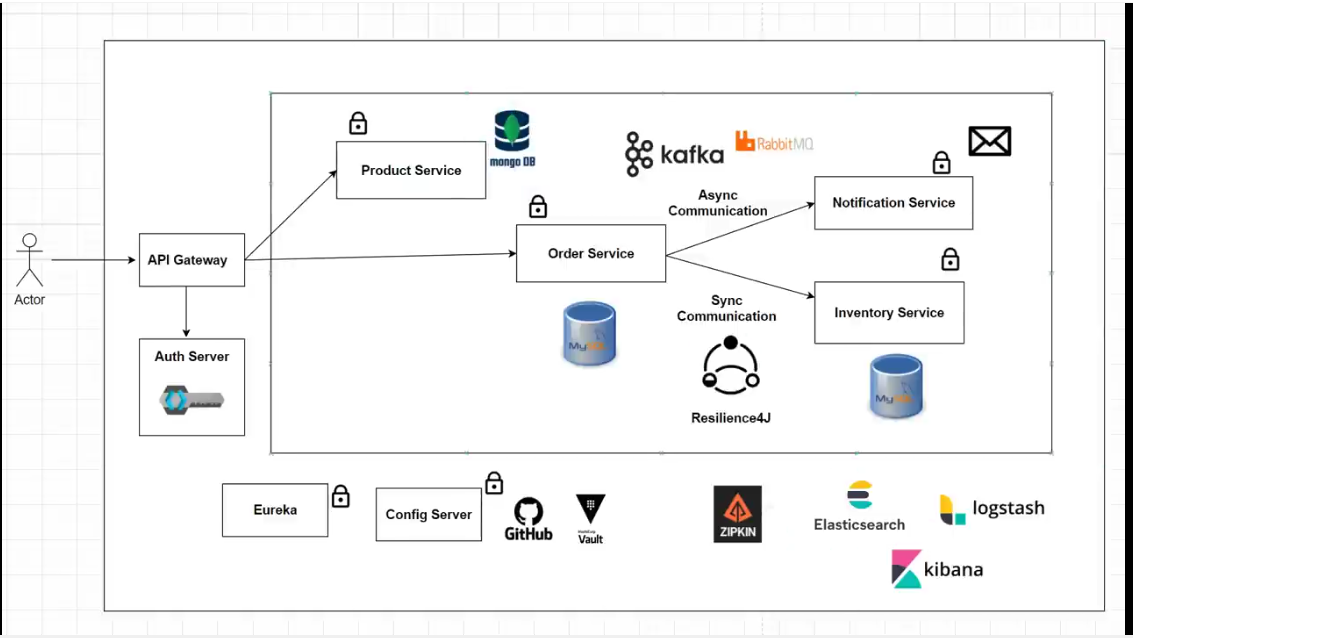 Product Service
mongo DB
kafka
RabbitMQ
Async
Communication
Notification Service
Order Service
API Gateway
Actor
Sync
Communication
Inventory Service
MySQL
Auth Server
MySQL
Resilience4J
Eureka
Config Server
GitHub
Vault
ZIPKIN
Elasticsearch
logstash
kibana